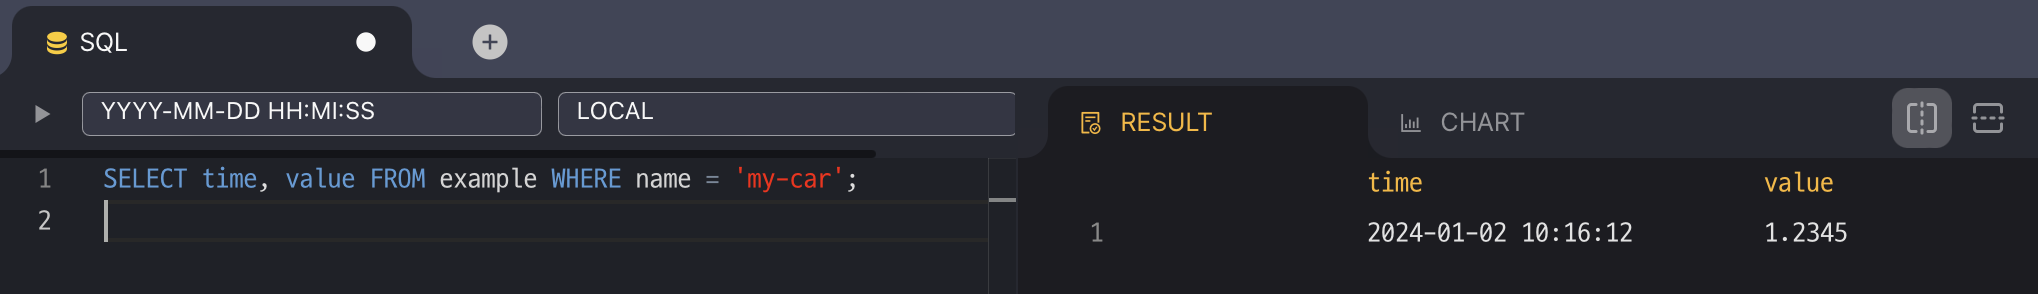 SQL
YYYY-MM-DD HH:MI:SS
LOCAL
1 SELECT time, value FROM example WHERE name = 'my-car';
2
RESULT
CHART
time value
1 2024-01-02 10:16:12 1.2345